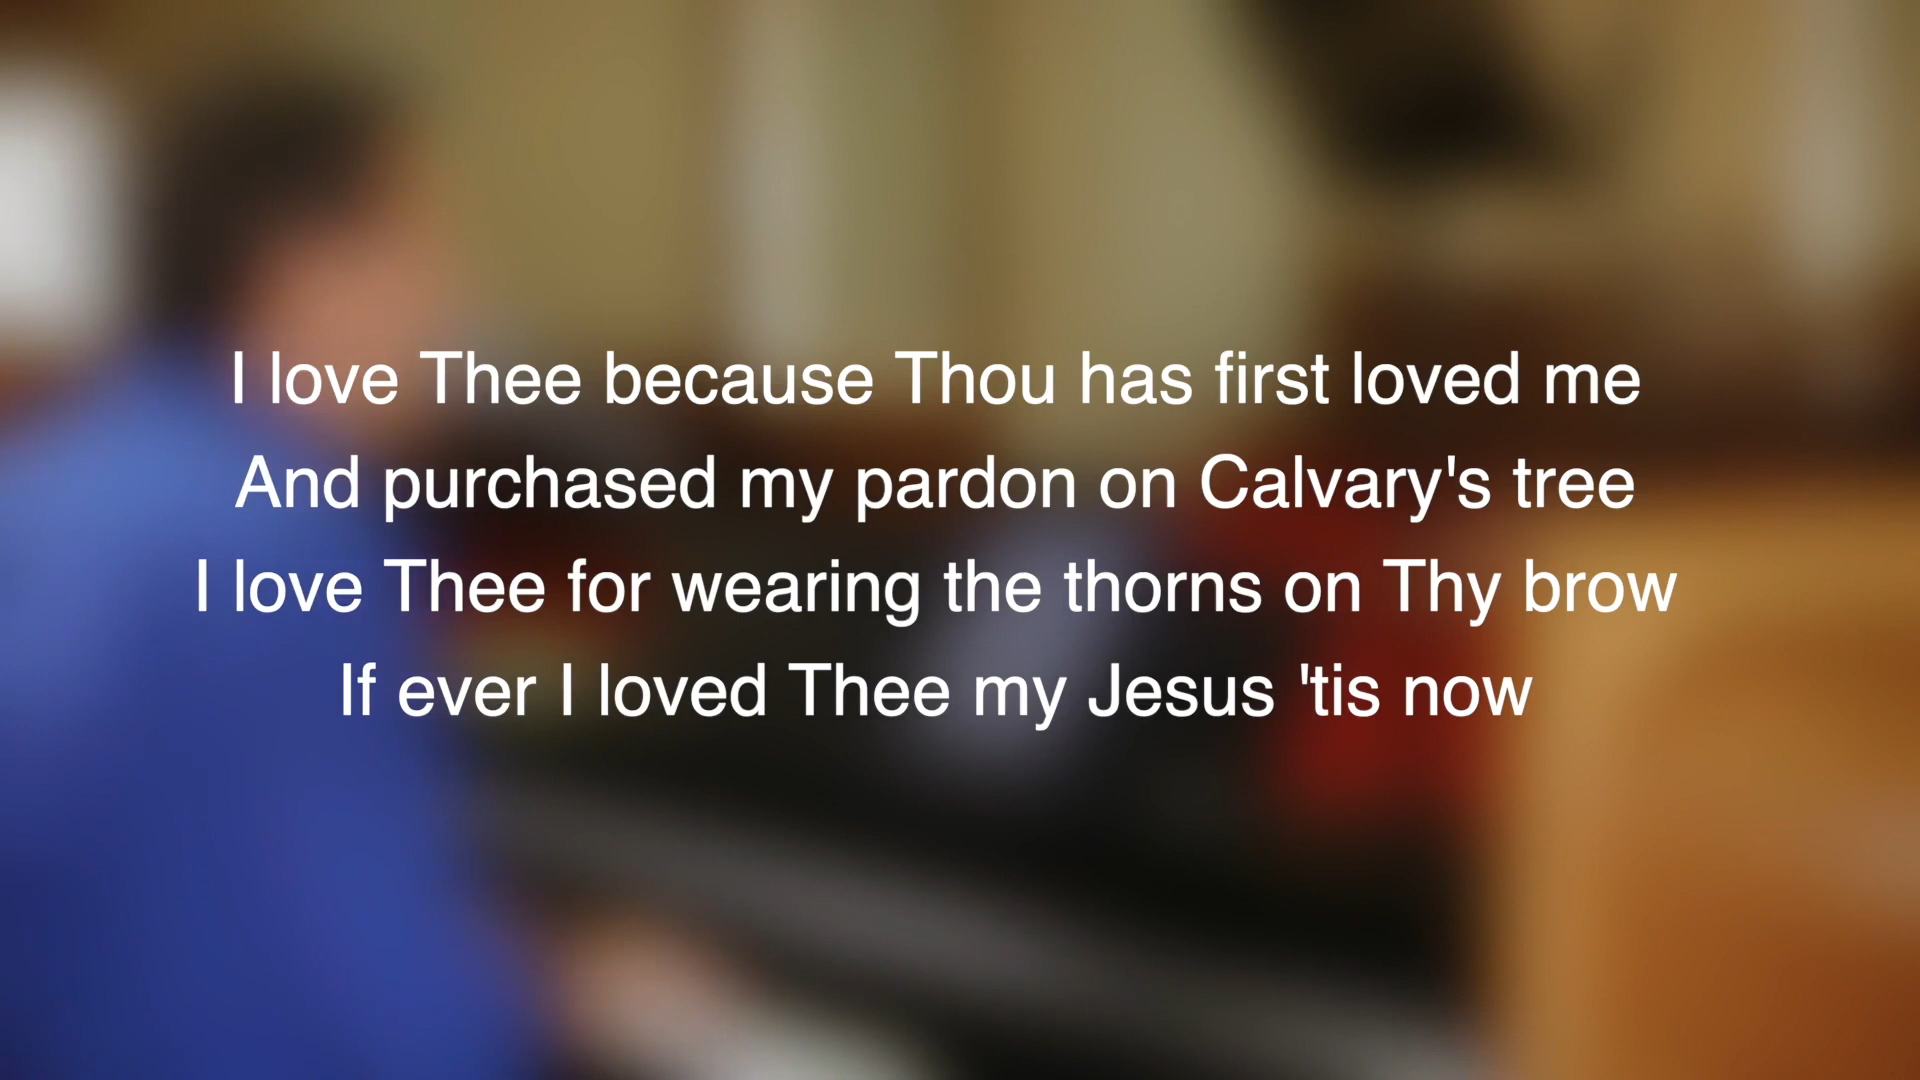 I love Thee because Thou has first loved me
And purchased my pardon on Calvary's tree
I love Thee for wearing the thorns on Thy brow
If ever I loved Thee my Jesus 'tis now